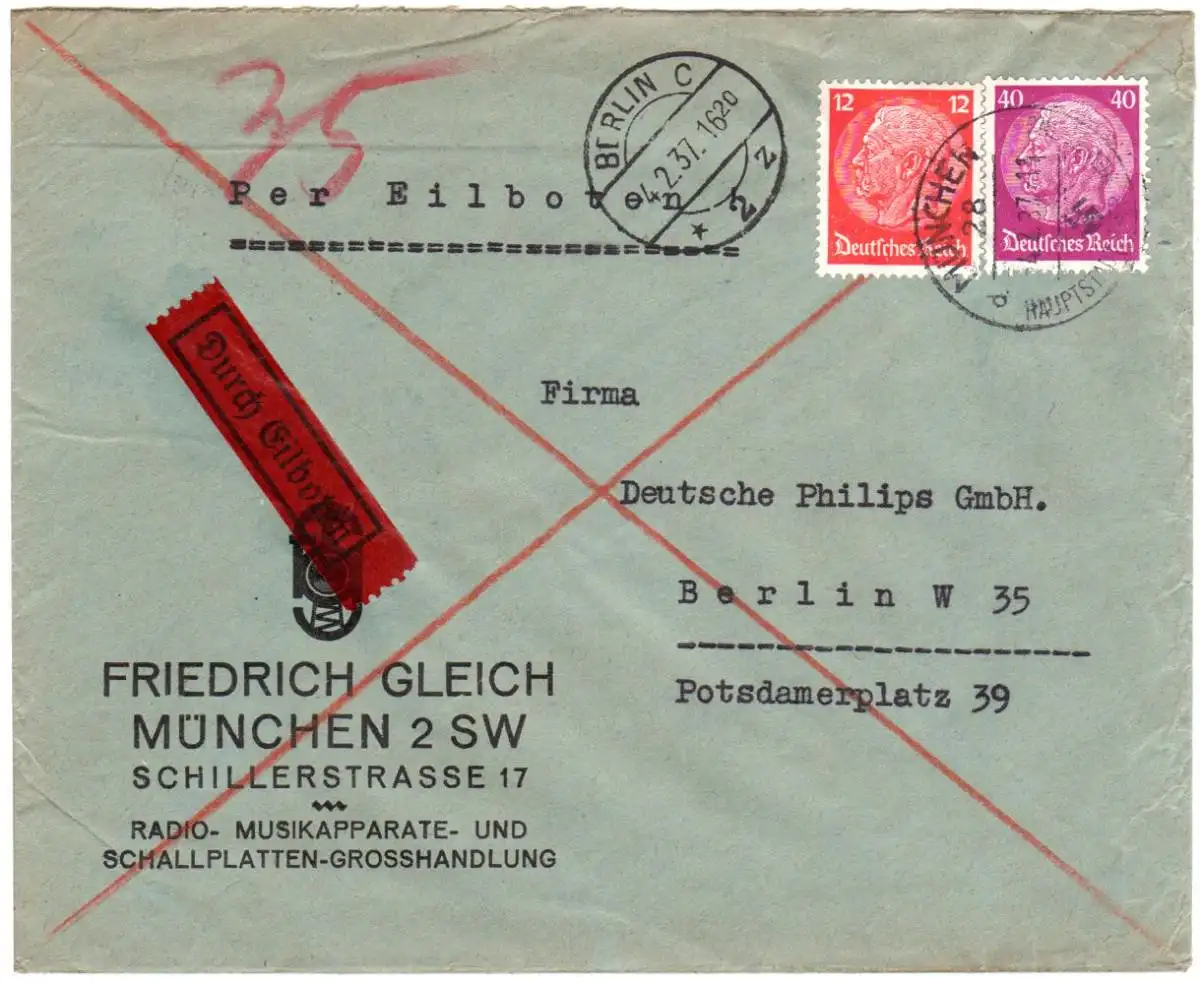 35
BERLIN C
4.2.37.16 20
2 z
12 12
Deutsches Reich
40 40
Deutsches Reich
MÜNCHEN
28
Per Eilboten
Durch Eilboten
Firma
Deutsche Philips GmbH.
Berlin W 35
Potsdamerplatz 39
FRIEDRICH GLEICH
MÜNCHEN 2 SW
SCHILLERSTRASSE 17
RADIO- MUSIKAPPARATE- UND
SCHALLPLATTEN-GROSSHANDLUNG